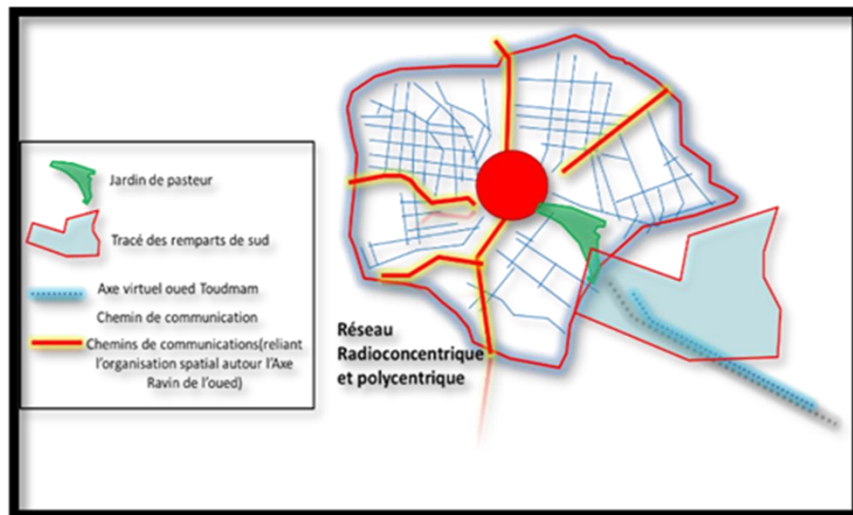 Jardin de pasteur
Tracé des remparts de sud
Axe virtuel oued Toudmam
Chemin de communication
Chemins de communications(reliant
l'organisation spatial autour l'Axe
Ravin de l'oued)
Réseau
Radioconcentrique
et polycentrique